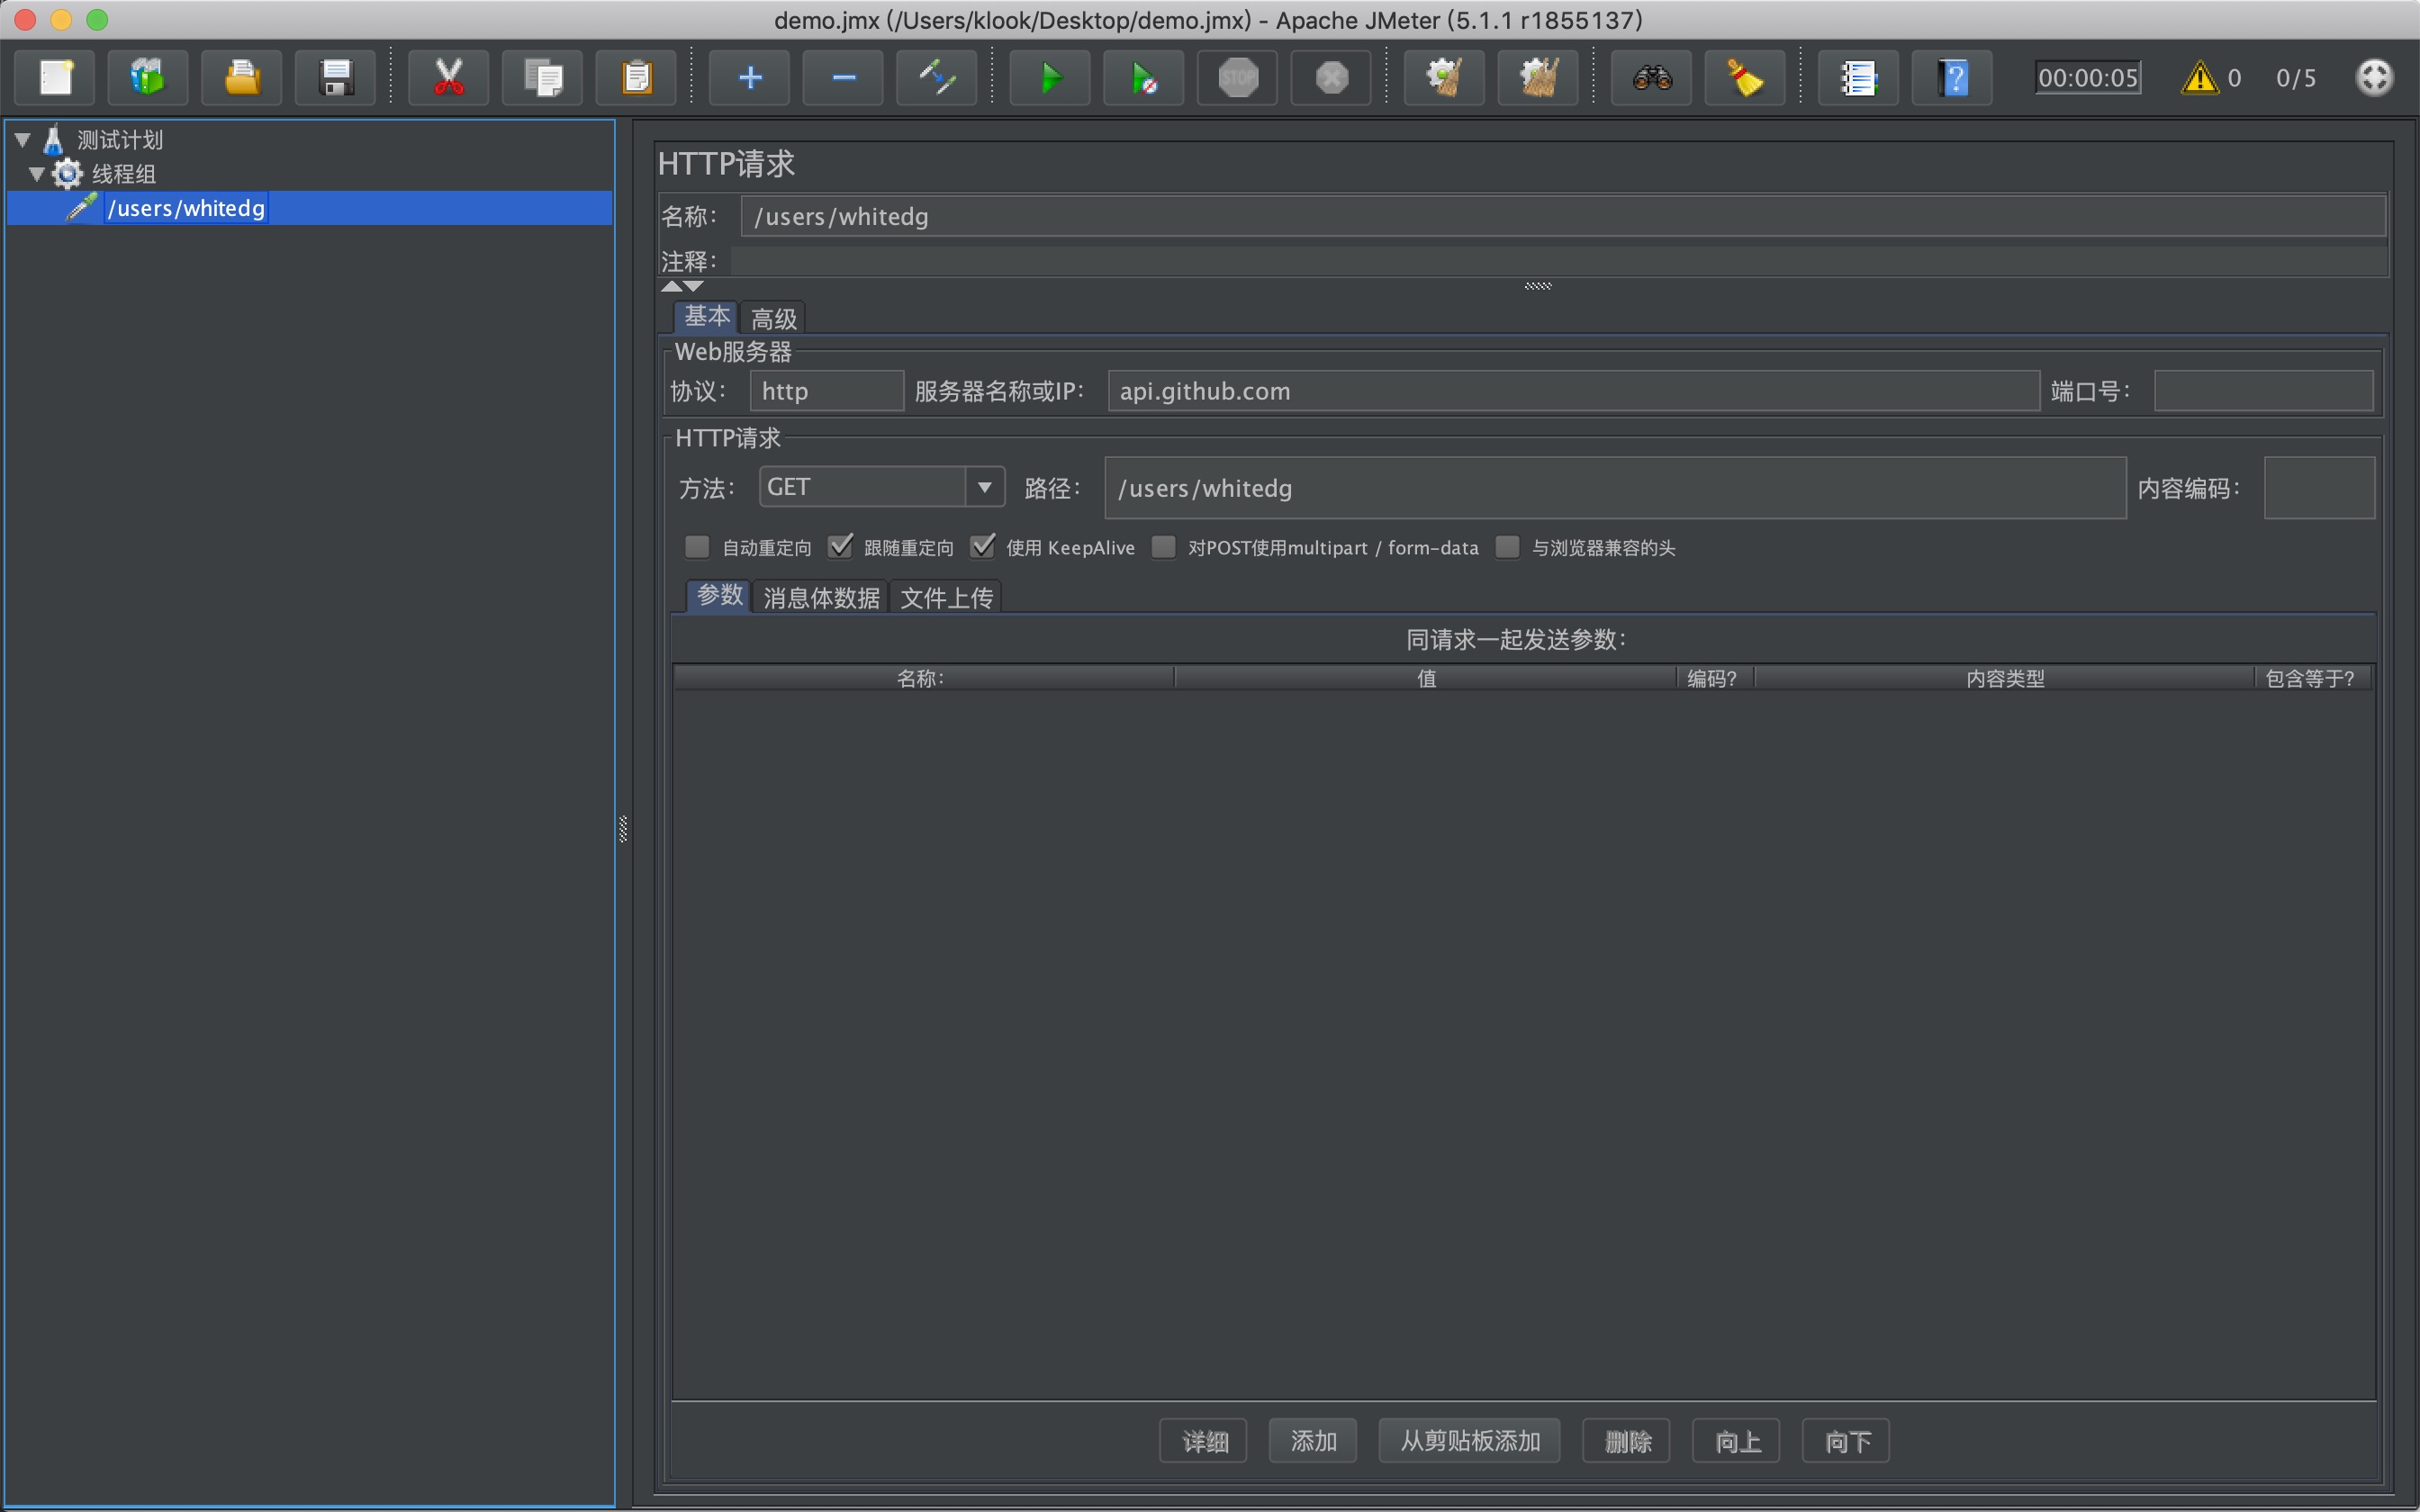 demo.jmx (/Users/klook/Desktop/demo.jmx) - Apache JMeter (5.1.1 r1855137)
STOP
00:00:05
0
0/5
测试计划
线程组
/users/whitedg
HTTP请求
名称：
/users/whitedg
注释：
基本 高级
Web服务器
协议： http 服务器名称或IP： api.github.com 端口号：
HTTP请求
方法： GET 路径： /users/whitedg 内容编码：
自动重定向 跟随重定向 使用 KeepAlive 对POST使用multipart / form-data 与浏览器兼容的头
参数 消息体数据 文件上传
同请求一起发送参数：
名称： 值 编码? 内容类型 包含等于?
详细 添加 从剪贴板添加 删除 向上 向下